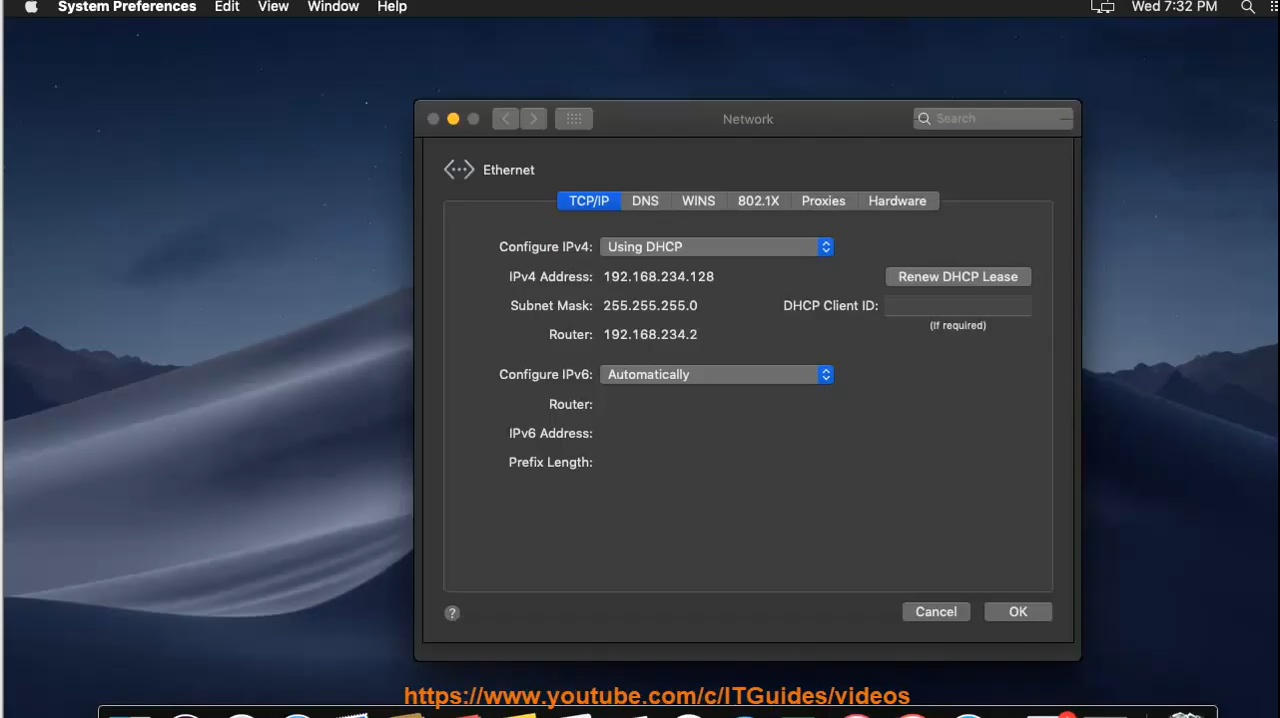 System Preferences Edit View Window Help Wed 7:32 PM
Network Search
Ethernet
TCP/IP DNS WINS 802.1X Proxies Hardware
Configure IPv4: Using DHCP
IPv4 Address: 192.168.234.128 Renew DHCP Lease
Subnet Mask: 255.255.255.0 DHCP Client ID:
(If required)
Router: 192.168.234.2
Configure IPv6: Automatically
Router:
IPv6 Address:
Prefix Length:
? Cancel OK
https://www.youtube.com/c/ITGuides/videos